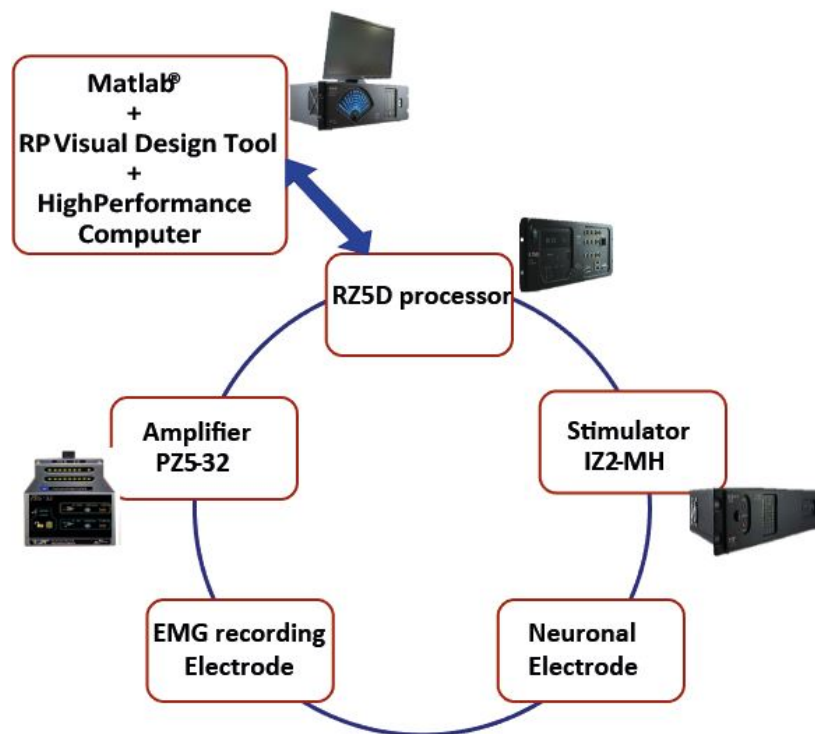 Matlab®
+
RP Visual Design Tool
+
HighPerformance
Computer
RZ5D processor
Amplifier
PZ5-32
Stimulator
IZ2-MH
EMG recording
Electrode
Neuronal
Electrode